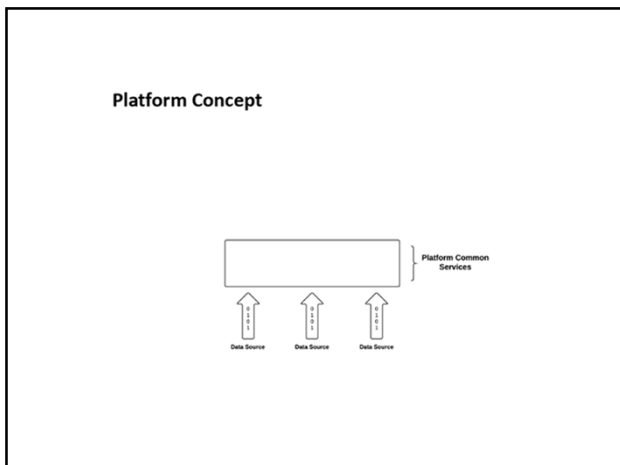 Platform Concept
Platform Common
Services
0
1
0
1
0
1
0
1
0
1
0
1
Data Source
Data Source
Data Source